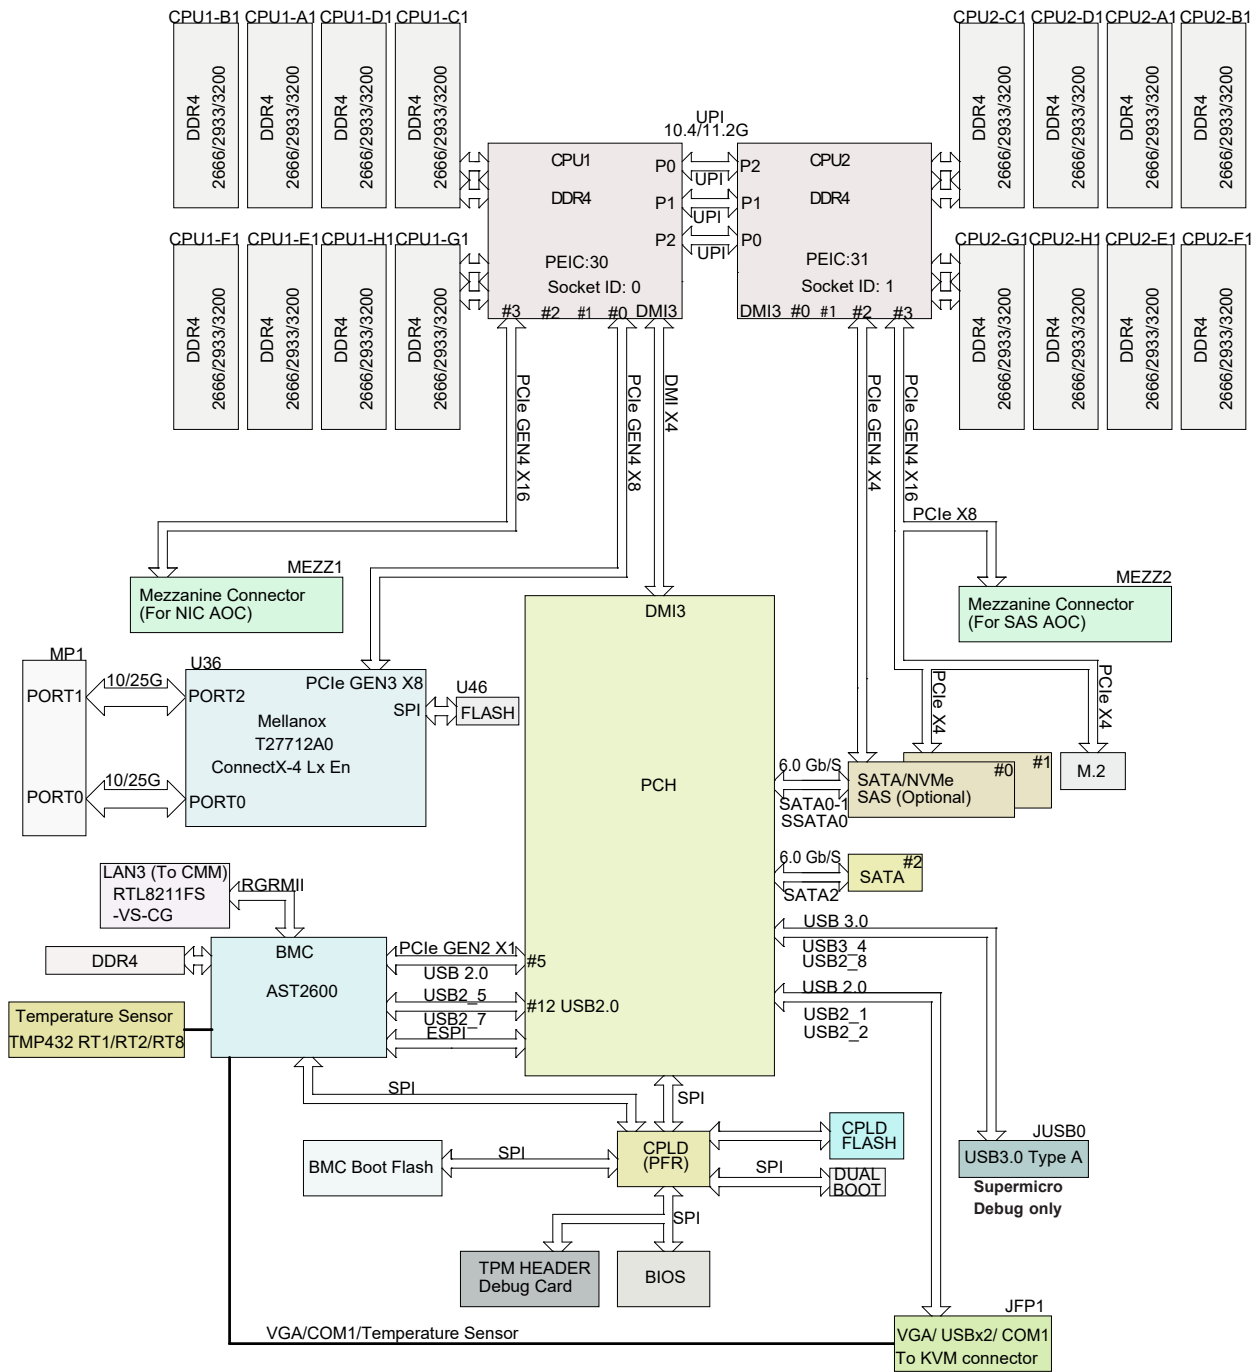 CPU1-B1 CPU1-A1 CPU1-D1 CPU1-C1
CPU2-C1 CPU2-D1 CPU2-A1 CPU2-B1
DDR4
2666/2933/3200
DDR4
2666/2933/3200
DDR4
2666/2933/3200
DDR4
2666/2933/3200
DDR4
2666/2933/3200
DDR4
2666/2933/3200
DDR4
2666/2933/3200
DDR4
2666/2933/3200
UPI
10.4/11.2G
CPU1
DDR4
P0
P1
P2
PEIC:30
Socket ID: 0
#3 #2 #1 #0 DMI3
UPI
UPI
UPI
CPU2
DDR4
P2
P1
P0
PEIC:31
Socket ID: 1
DMI3 #0 #1 #2 #3
CPU1-F1 CPU1-E1 CPU1-H1 CPU1-G1
CPU2-G1 CPU2-H1 CPU2-E1 CPU2-F1
DDR4
2666/2933/3200
DDR4
2666/2933/3200
DDR4
2666/2933/3200
DDR4
2666/2933/3200
DDR4
2666/2933/3200
DDR4
2666/2933/3200
DDR4
2666/2933/3200
DDR4
2666/2933/3200
PCIe GEN4 X16
PCIe GEN4 X8
DMI X4
PCIe GEN4 X4
PCIe GEN4 X16
PCIe X8
MEZZ1
Mezzanine Connector
(For NIC AOC)
MEZZ2
Mezzanine Connector
(For SAS AOC)
PCIe X4
PCIe X4
MP1
PORT1
PORT0
10/25G
10/25G
U36
PCIe GEN3 X8
PORT2
SPI
Mellanox
T27712A0
ConnectX-4 Lx En
PORT0
U46
FLASH
DMI3
PCH
6.0 Gb/S
SATA0-1
SSATA0
#0
SATA/NVMe
SAS (Optional)
#1
M.2
6.0 Gb/S
SATA2
#2
SATA
LAN3 (To CMM)
RTL8211FS
-VS-CG
RGRMII
DDR4
BMC
AST2600
Temperature Sensor
TMP432 RT1/RT2/RT8
PCIe GEN2 X1
USB 2.0
USB2_5
USB2_7
ESPI
#5
#12 USB2.0
USB 3.0
USB3_4
USB2_8
USB 2.0
USB2_1
USB2_2
SPI
SPI
CPLD
(PFR)
CPLD
FLASH
SPI
BMC Boot Flash
SPI
DUAL
BOOT
SPI
TPM HEADER
Debug Card
BIOS
JUSB0
USB3.0 Type A
Supermicro
Debug only
JFP1
VGA/ USBx2/ COM1
To KVM connector
VGA/COM1/Temperature Sensor